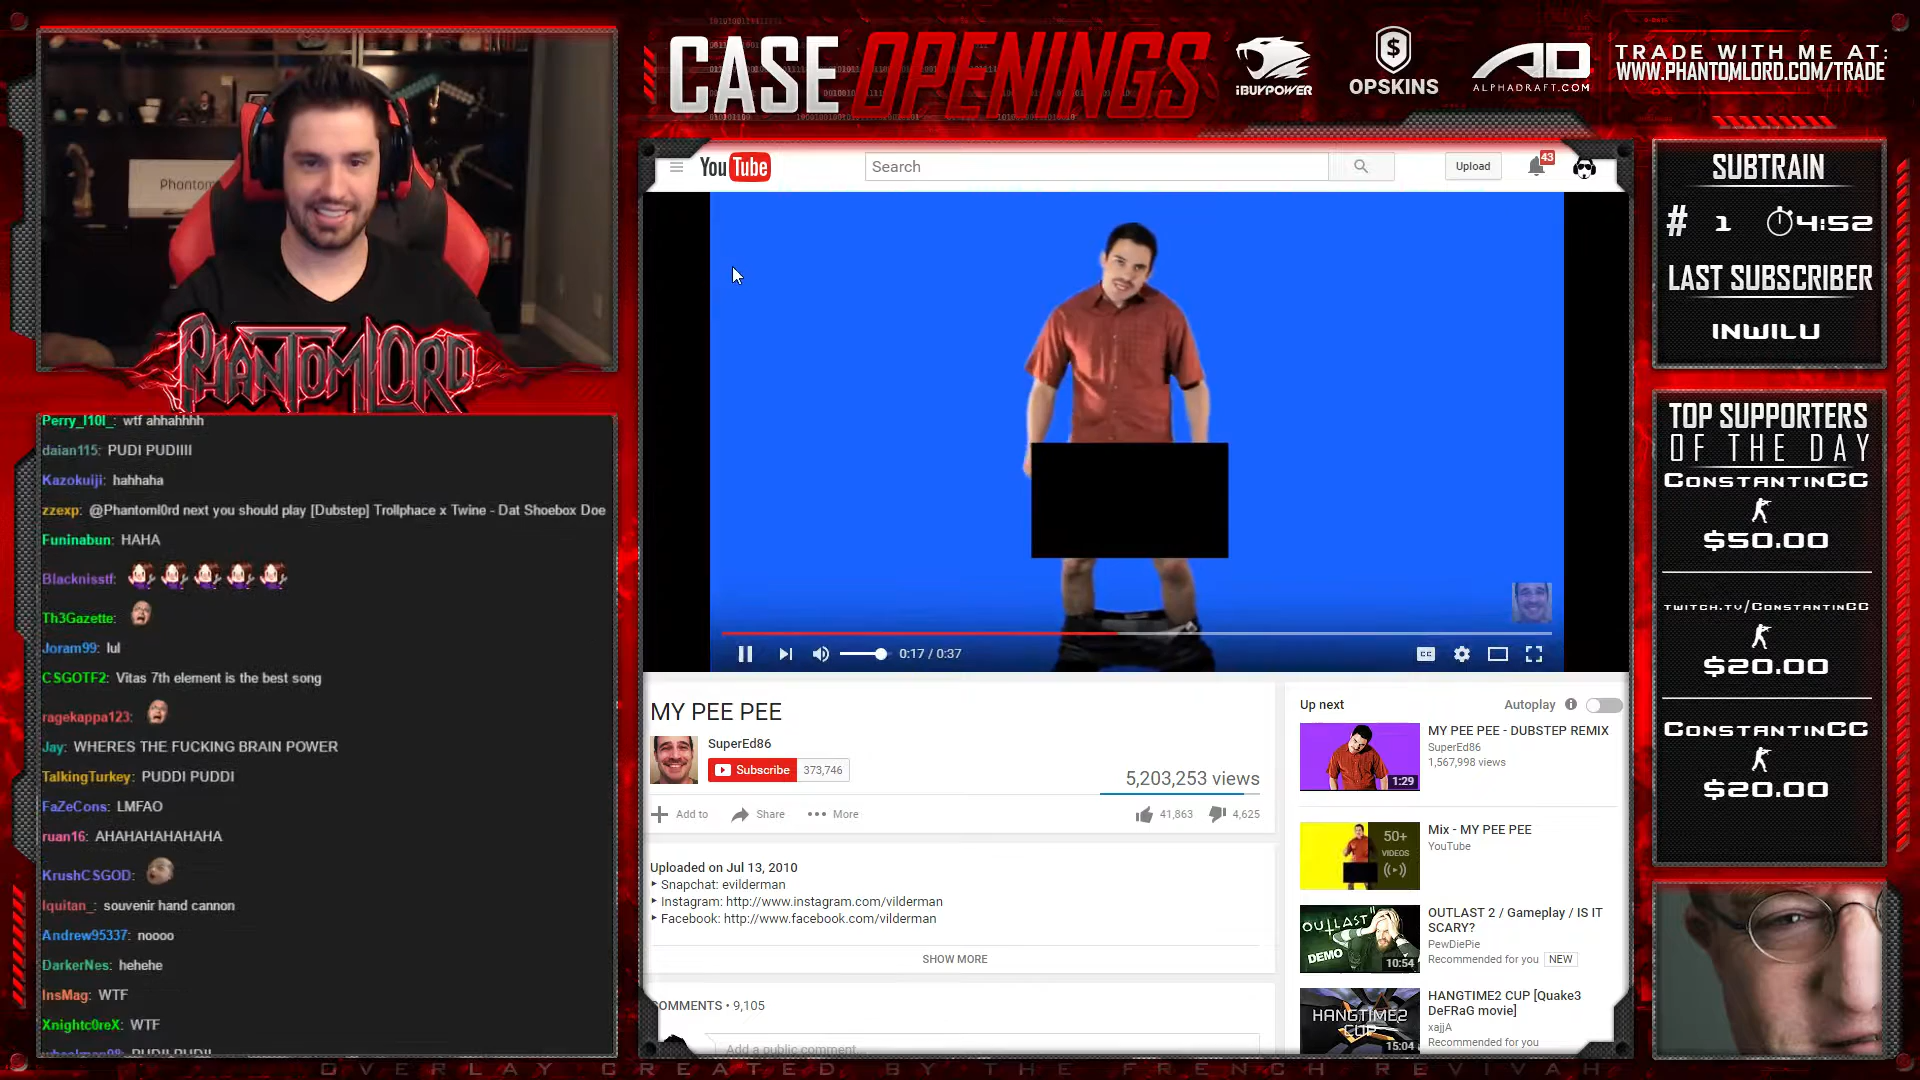 CASE OPENINGS
iBUYPOWER
OPSKINS
ALPHADRAFT.COM
TRADE WITH ME AT:
WWW.PHANTOMLORD.COM/TRADE
Phantom
PHANTOMLORD
Perry_l10l_: wtf ahhahhhh
daian115: PUDI PUDIIII
Kazokuiji: hahhaha
zzexp: @Phantoml0rd next you should play [Dubstep] Trollphace x Twine - Dat Shoebox Doe
Funinabun: HAHA
Blacknisstf:
Th3Gazette:
Joram99: lul
CSGOTF2: Vitas 7th element is the best song
ragekappa123:
Jay: WHERES THE FUCKING BRAIN POWER
TalkingTurkey: PUDDI PUDDI
FaZeCons: LMFAO
ruan16: AHAHAHAHAHAHA
KrushCSGOD:
Iquitan_: souvenir hand cannon
Andrew95337: noooo
DarkerNes: hehehe
InsMag: WTF
Xnightc0reX: WTF
YouTube
Search
Upload
43
0:17 / 0:37
CC
MY PEE PEE
SuperEd86
Subscribe 373,746
5,203,253 views
Add to Share More
41,863 4,625
Uploaded on Jul 13, 2010
‣ Snapchat: evilderman
‣ Instagram: http://www.instagram.com/vilderman
‣ Facebook: http://www.facebook.com/vilderman
SHOW MORE
COMMENTS • 9,105
Add a public comment...
Up next
Autoplay
MY PEE PEE - DUBSTEP REMIX
SuperEd86
1,567,998 views
1:29
Mix - MY PEE PEE
YouTube
50+
VIDEOS
OUTLAST 2 / Gameplay / IS IT
SCARY?
PewDiePie
Recommended for you NEW
OUTLAST
DEMO
10:54
HANGTIME2 CUP [Quake3
DeFRaG movie]
xajjA
Recommended for you
HANGTIME2
CUP
15:04
SUBTRAIN
# 1 4:52
LAST SUBSCRIBER
INWILU
TOP SUPPORTERS
OF THE DAY
CONSTANTINCC
$50.00
TWITCH.TV/CONSTANTINCC
$20.00
CONSTANTINCC
$20.00
OVERLAY CREATED BY THE FRENCH REVIVAH